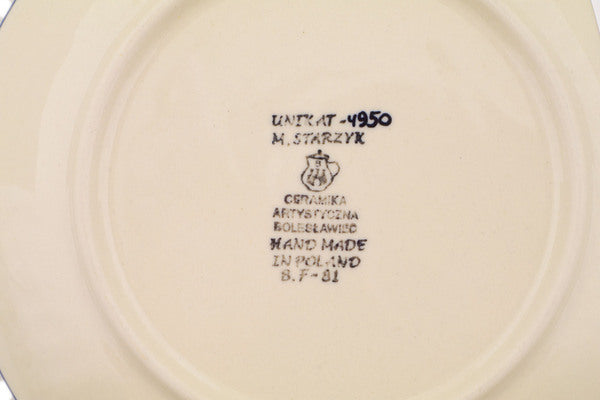 UNIKAT -4950
M. STARZYK
CERAMIKA
ARTYSTYCZNA
BOLESŁAWIEC
HAND MADE
IN POLAND
B.F-81